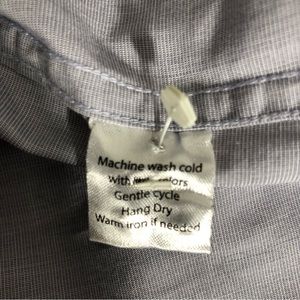 Machine wash cold
with colors
Gentle cycle
Hang Dry
Warm iron if needed